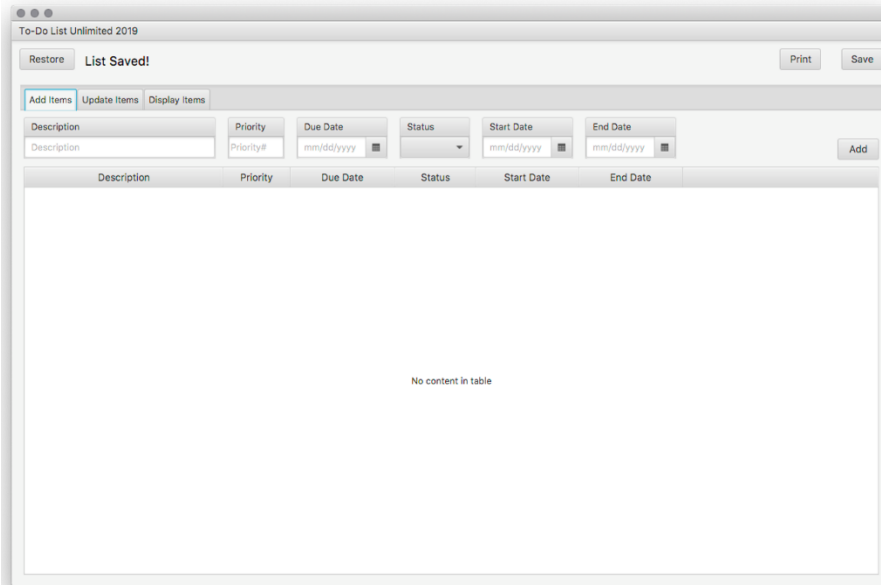 To-Do List Unlimited 2019
Restore List Saved! Print Save
Add Items Update Items Display Items
Description Priority Due Date Status Start Date End Date
Description Priority# mm/dd/yyyy mm/dd/yyyy mm/dd/yyyy Add
Description Priority Due Date Status Start Date End Date
No content in table